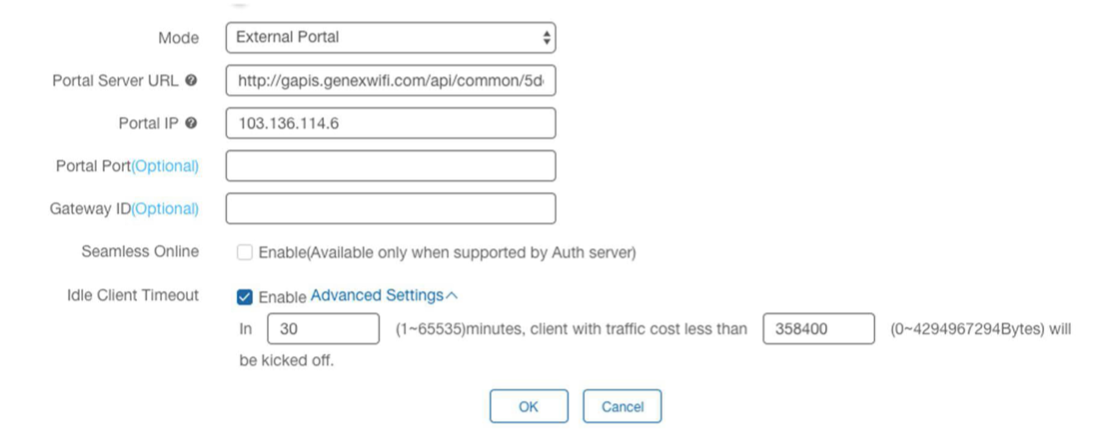 Mode External Portal
Portal Server URL http://gapis.genexwifi.com/api/common/5d
Portal IP 103.136.114.6
Portal Port(Optional)
Gateway ID(Optional)
Seamless Online Enable(Available only when supported by Auth server)
Idle Client Timeout Enable Advanced Settings
In 30 (1~65535)minutes, client with traffic cost less than 358400 (0~4294967294Bytes) will
be kicked off.
OK Cancel